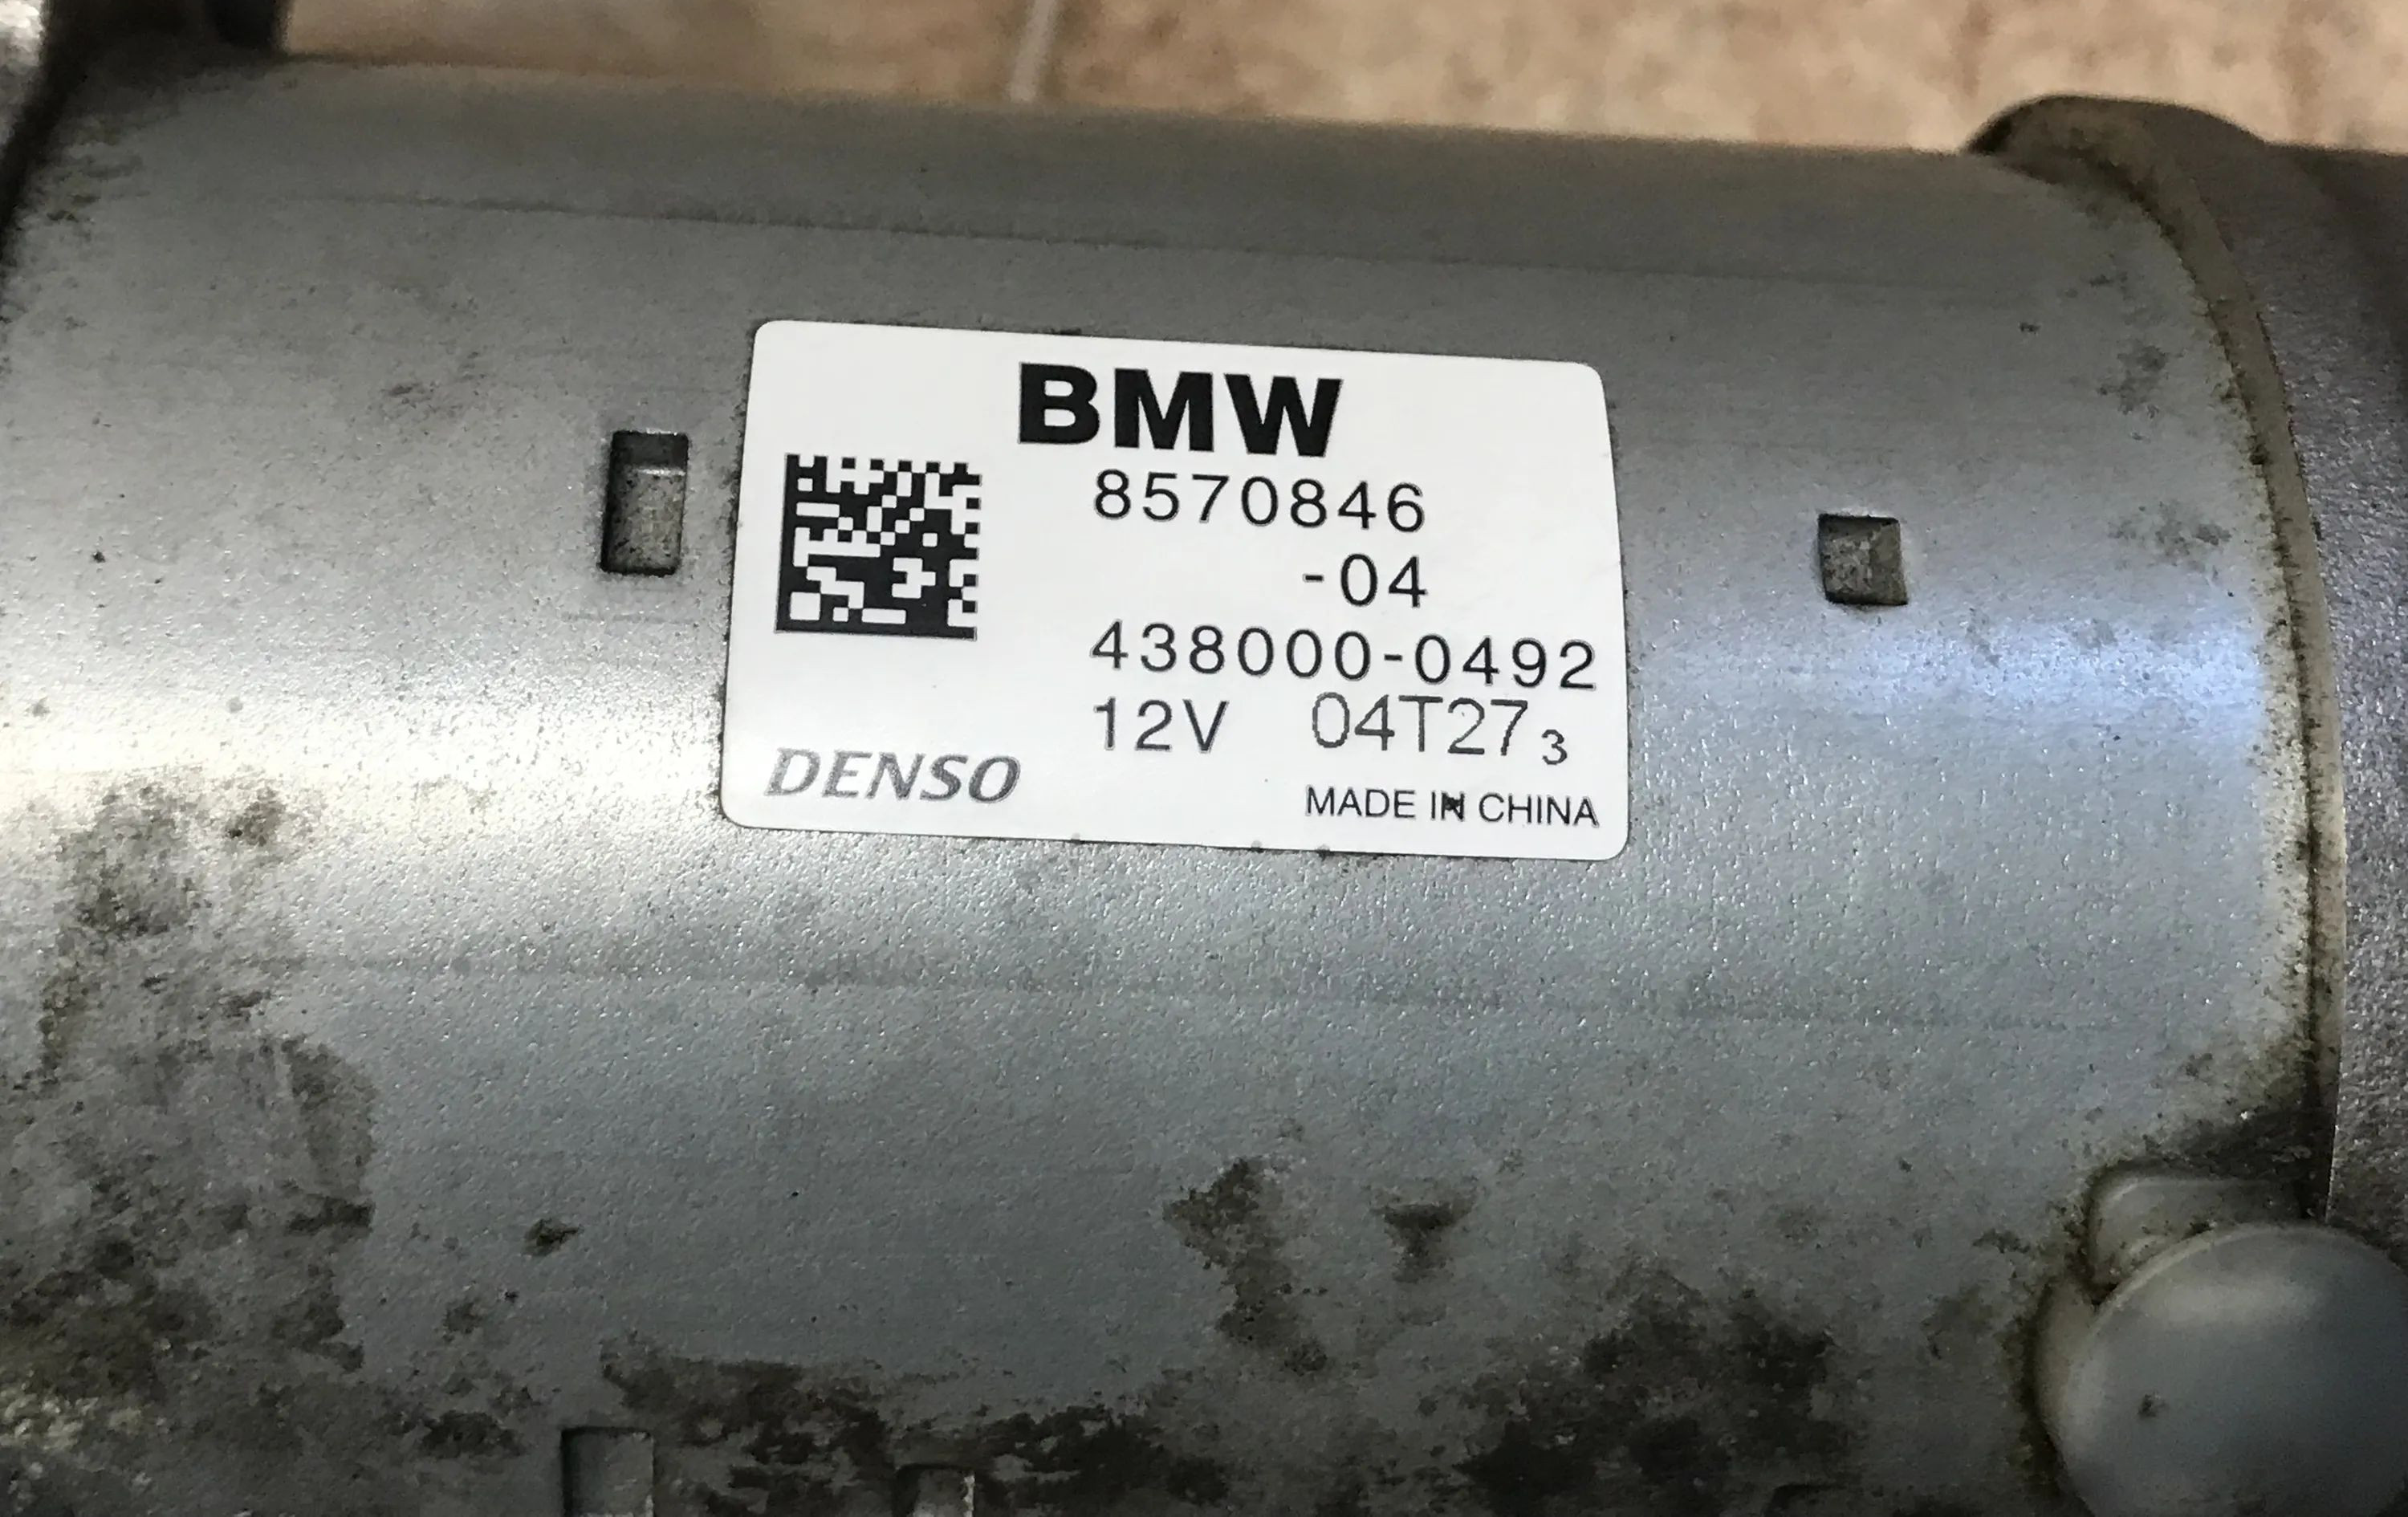 BMW
8570846
-04
438000-0492
12V 04T27 3
DENSO
MADE IN CHINA